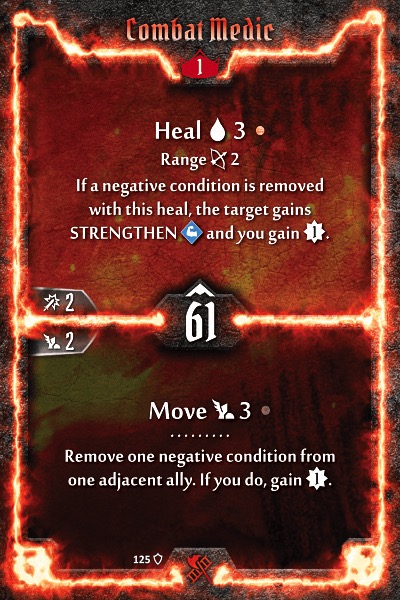 Combat Medic
1
Heal 3
Range 2
If a negative condition is removed
with this heal, the target gains
STRENGTHEN and you gain 1.
2
61
2
Move 3
Remove one negative condition from
one adjacent ally. If you do, gain 1.
125